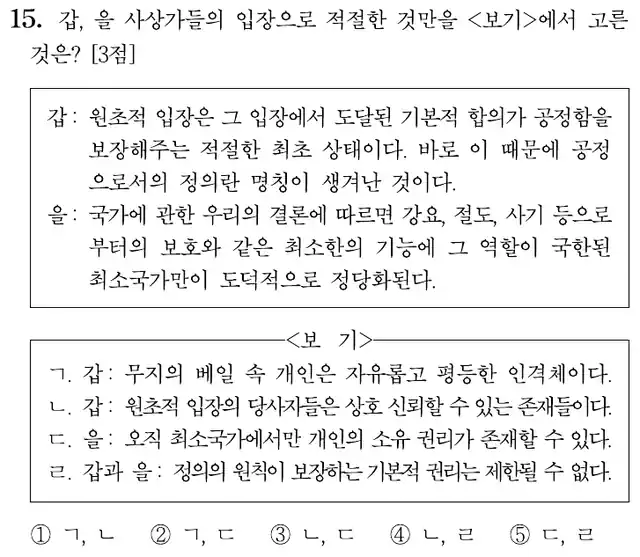 15. 갑, 을 사상가들의 입장으로 적절한 것만을 <보기>에서 고른
것은? [3점]
갑 : 원초적 입장은 그 입장에서 도달된 기본적 합의가 공정함을
보장해주는 적절한 최초 상태이다. 바로 이 때문에 공정
으로서의 정의란 명칭이 생겨난 것이다.
을 : 국가에 관한 우리의 결론에 따르면 강요, 절도, 사기 등으로
부터의 보호와 같은 최소한의 기능에 그 역할이 국한된
최소국가만이 도덕적으로 정당화된다.
<보 기>
ㄱ. 갑 : 무지의 베일 속 개인은 자유롭고 평등한 인격체이다.
ㄴ. 갑 : 원초적 입장의 당사자들은 상호 신뢰할 수 있는 존재들이다.
ㄷ. 을 : 오직 최소국가에서만 개인의 소유 권리가 존재할 수 있다.
ㄹ. 갑과 을 : 정의의 원칙이 보장하는 기본적 권리는 제한될 수 없다.
① ㄱ, ㄴ ② ㄱ, ㄷ ③ ㄴ, ㄷ ④ ㄴ, ㄹ ⑤ ㄷ, ㄹ